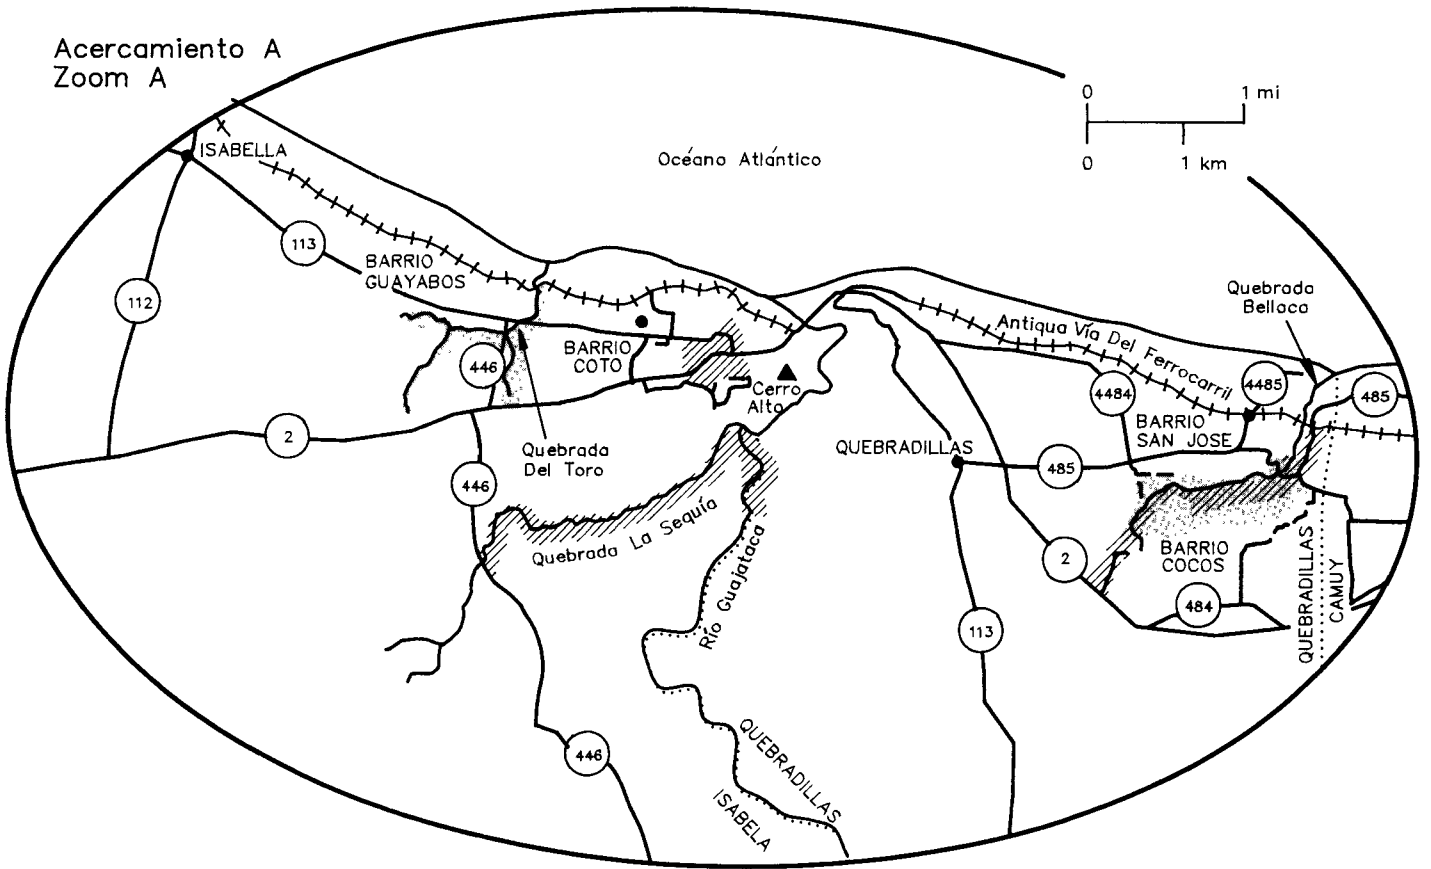 Acercamiento A
Zoom A
0 1 mi
0 1 km
Océano Atlántico
ISABELLA
113
112
BARRIO
GUAYABOS
446
BARRIO
COTO
Cerro
Alto
2
Quebrada
Del Toro
446
Quebrada La Sequía
Río Guajataca
QUEBRADILLAS
ISABELA
446
Quebrada
Bellaca
Antiqua Vía Del Ferrocarril
4484
4485
485
BARRIO
SAN JOSE
QUEBRADILLAS
485
2
BARRIO
COCOS
484
113
QUEBRADILLAS
CAMUY